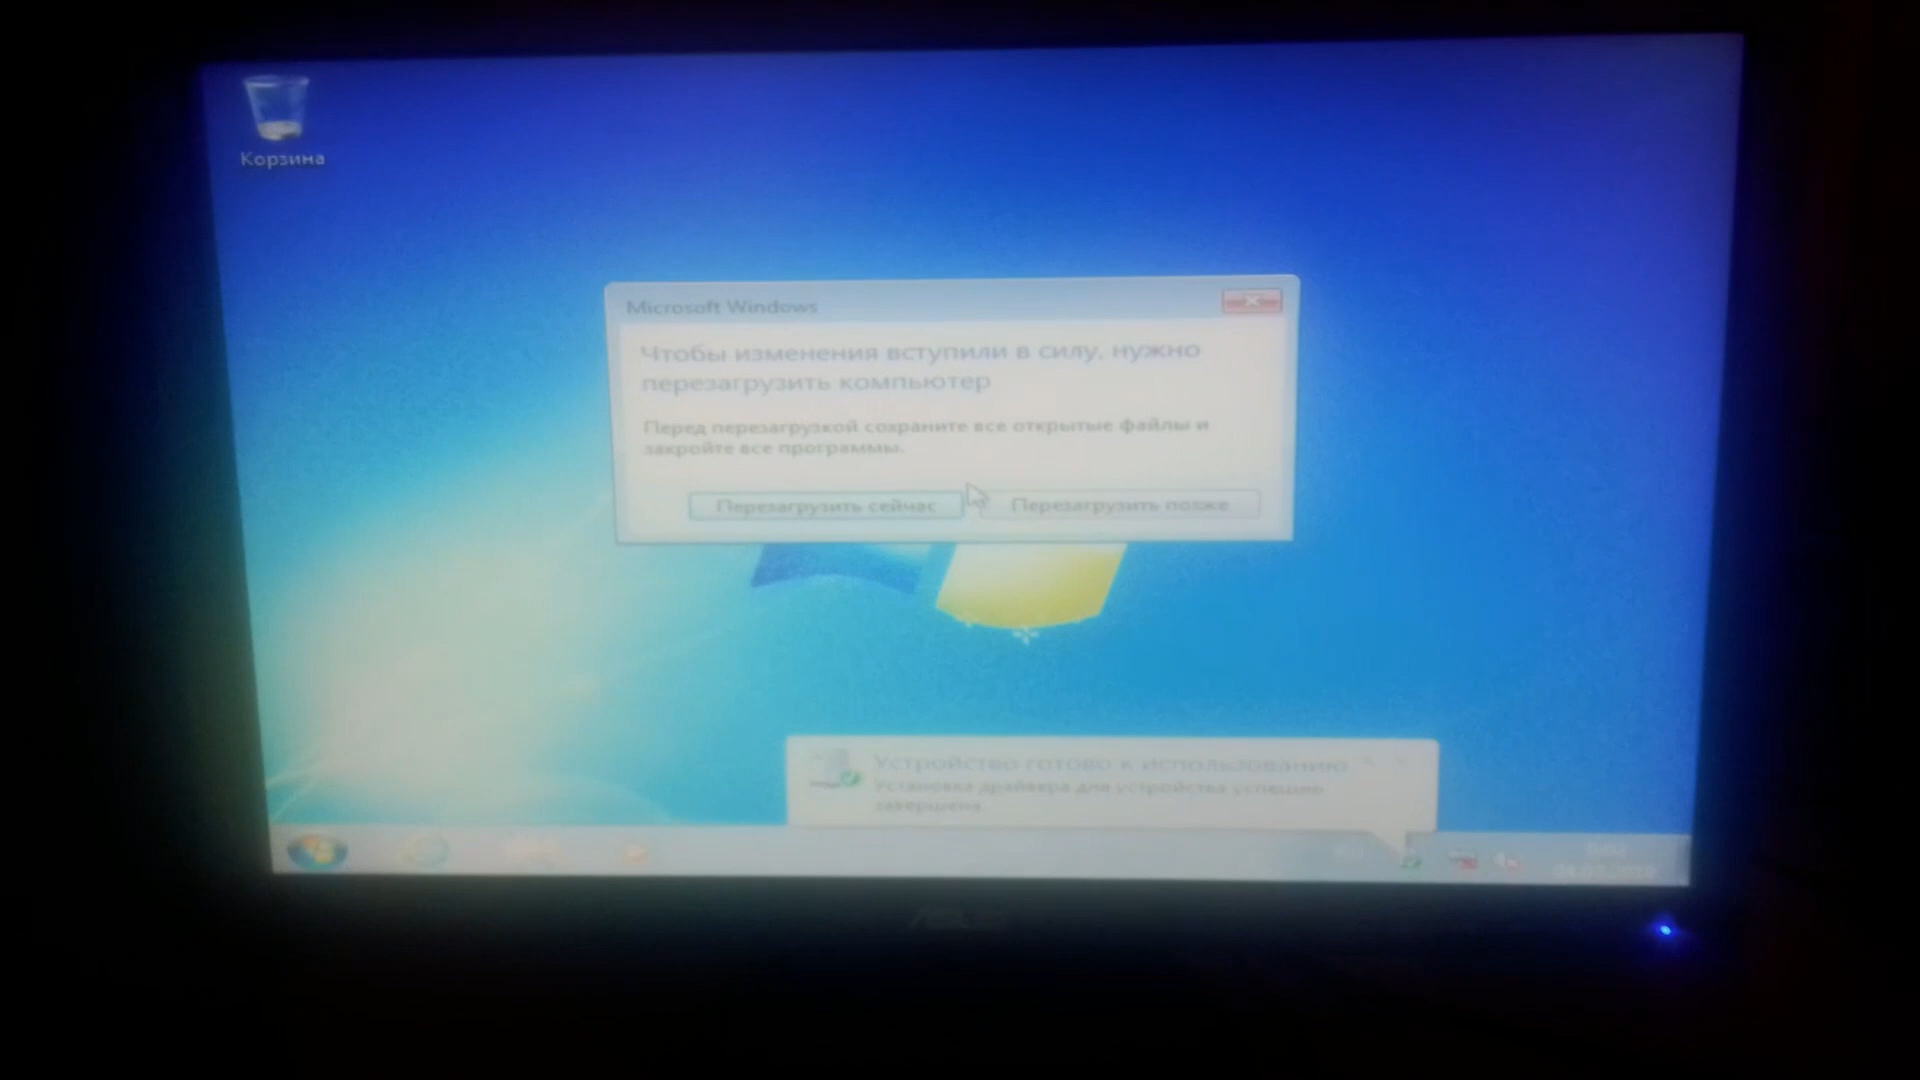 Корзина
Microsoft Windows
Чтобы изменения вступили в силу, нужно
перезагрузить компьютер
Перед перезагрузкой сохраните все открытые файлы и
закройте все программы.
Перезагрузить сейчас
Перезагрузить позже
Устройство готово к использованию
Установка драйвера для устройства успешно
завершена.
ASUS